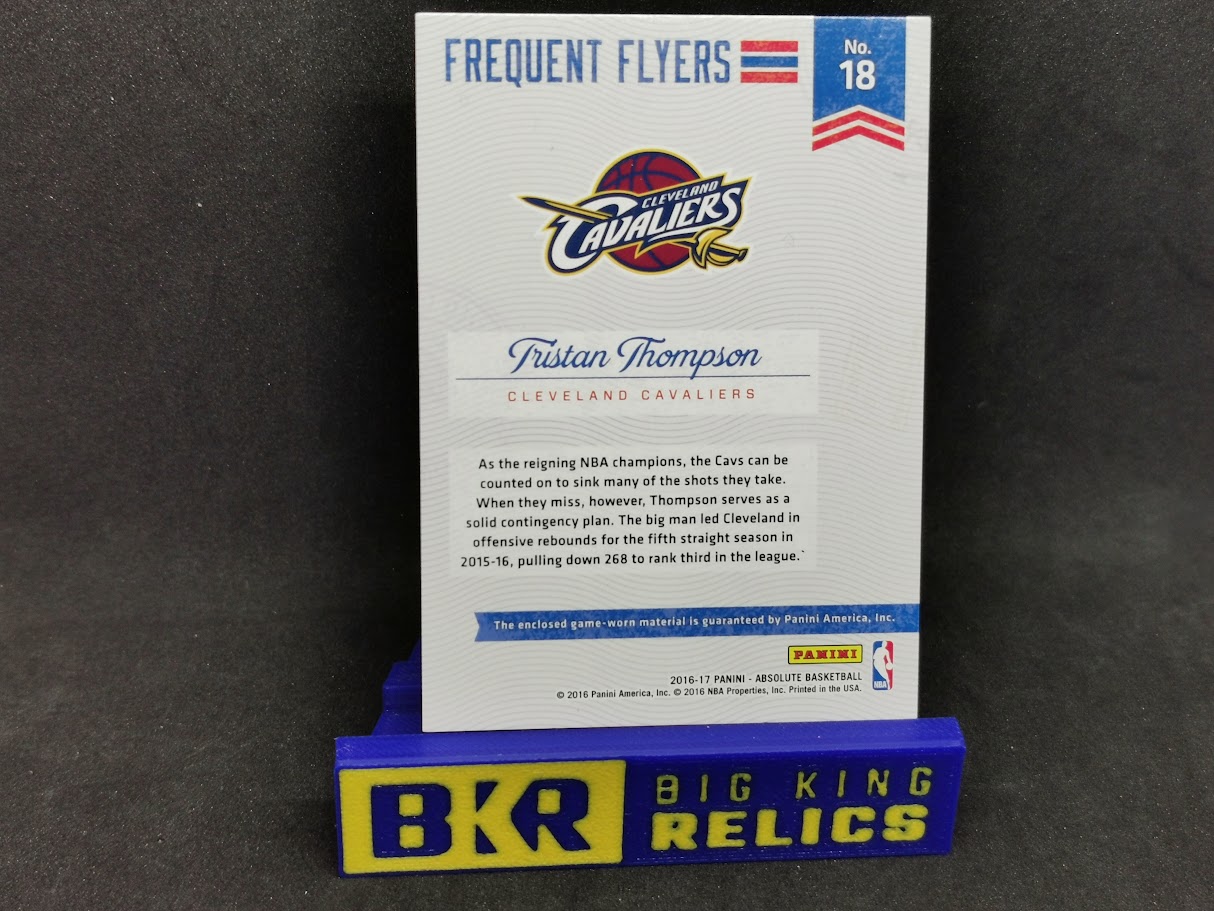 FREQUENT FLYERS
No.
18
CLEVELAND
CAVALIERS
Tristan Thompson
CLEVELAND CAVALIERS
As the reigning NBA champions, the Cavs can be
counted on to sink many of the shots they take.
When they miss, however, Thompson serves as a
solid contingency plan. The big man led Cleveland in
offensive rebounds for the fifth straight season in
2015-16, pulling down 268 to rank third in the league.
The enclosed game-worn material is guaranteed by Panini America, Inc.
PANINI
NBA
2016-17 PANINI - ABSOLUTE BASKETBALL
© 2016 Panini America, Inc. © 2016 NBA Properties, Inc. Printed in the USA.
BKR
BIG KING
RELICS